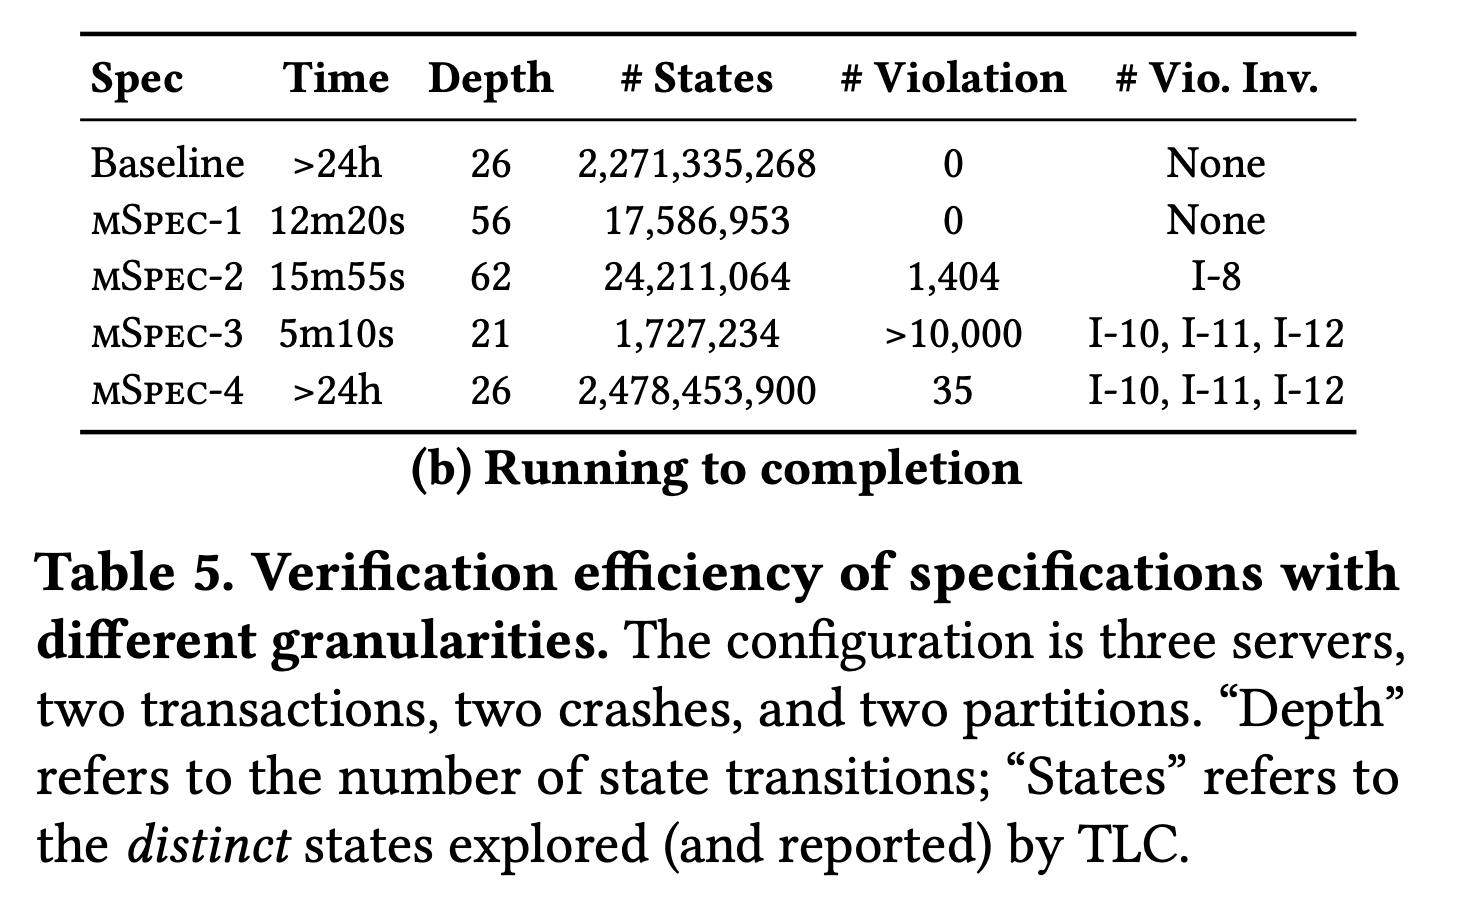 Spec Time Depth # States # Violation # Vio. Inv.
Baseline >24h 26 2,271,335,268 0 None
mSpec-1 12m20s 56 17,586,953 0 None
mSpec-2 15m55s 62 24,211,064 1,404 I-8
mSpec-3 5m10s 21 1,727,234 >10,000 I-10, I-11, I-12
mSpec-4 >24h 26 2,478,453,900 35 I-10, I-11, I-12
(b) Running to completion
Table 5. Verification efficiency of specifications with
different granularities. The configuration is three servers,
two transactions, two crashes, and two partitions. “Depth”
refers to the number of state transitions; “States” refers to
the distinct states explored (and reported) by TLC.